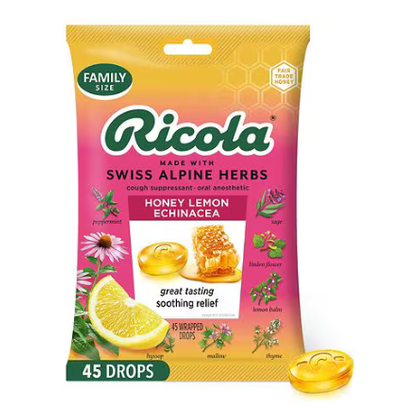 FAMILY
SIZE
FAIR
TRADE
HONEY
Ricola
MADE WITH
SWISS ALPINE HERBS
cough suppressant · oral anesthetic
HONEY LEMON
ECHINACEA
peppermint
sage
linden flower
lemon balm
great tasting
soothing relief
45 WRAPPED
DROPS
hyssop
mallow
thyme
45 DROPS